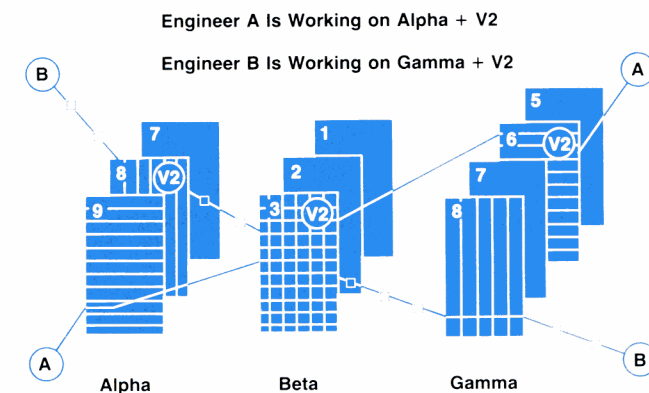 Engineer A Is Working on Alpha + V2
Engineer B Is Working on Gamma + V2
B
A
7
8
V2
9
1
2
3
V2
5
6
V2
7
8
A
B
Alpha
Beta
Gamma